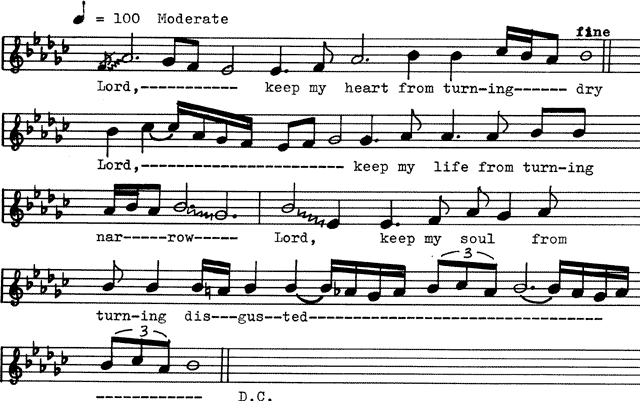 = 100 Moderate
fine
Lord,----------- keep my heart from turn-ing------ dry
Lord,----------------------- keep my life from turn-ing
nar-----row----- Lord, keep my soul from
turn-ing dis---gus--ted---------------------------------
3
3
------------ D.C.